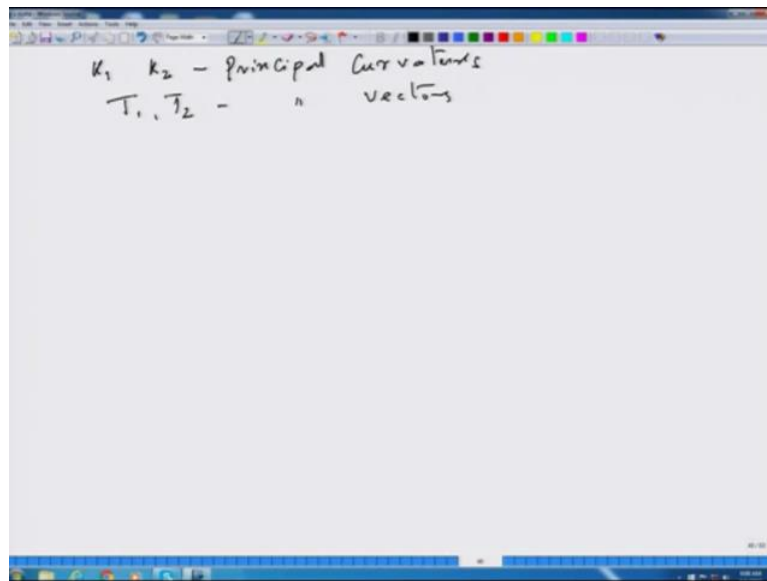 K₁ K₂ - Principal Curvatures
T₁, T₂ - " vectors